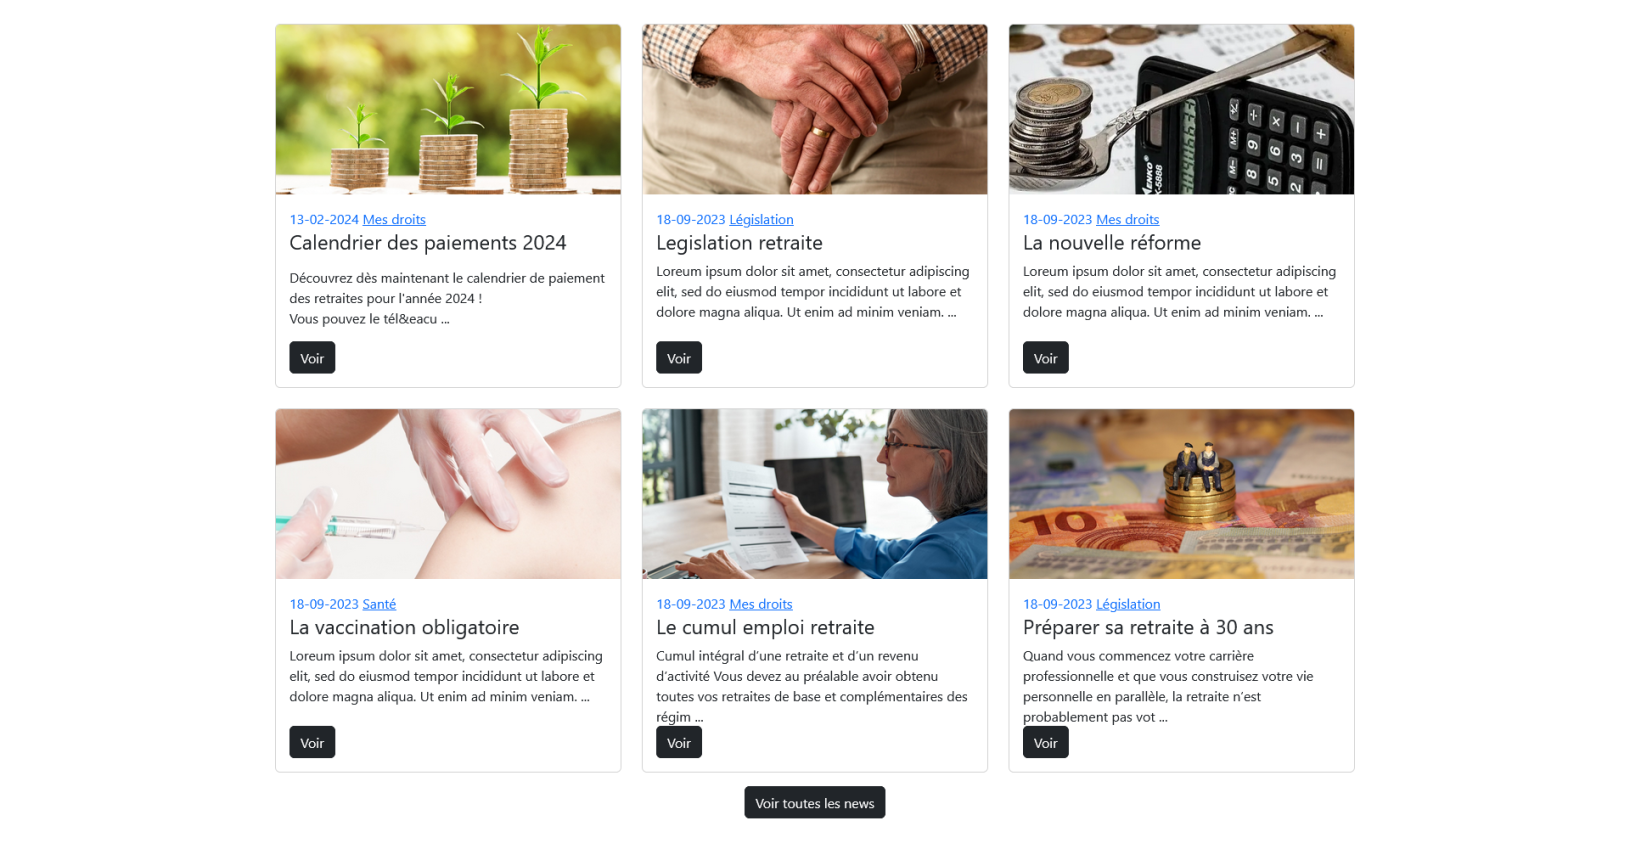 13-02-2024 Mes droits
Calendrier des paiements 2024
Découvrez dès maintenant le calendrier de paiement
des retraites pour l'année 2024 !
Vous pouvez le tél&eacu ...
Voir
18-09-2023 Législation
Legislation retraite
Loreum ipsum dolor sit amet, consectetur adipiscing
elit, sed do eiusmod tempor incididunt ut labore et
dolore magna aliqua. Ut enim ad minim veniam. ...
Voir
18-09-2023 Mes droits
La nouvelle réforme
Loreum ipsum dolor sit amet, consectetur adipiscing
elit, sed do eiusmod tempor incididunt ut labore et
dolore magna aliqua. Ut enim ad minim veniam. ...
Voir
18-09-2023 Santé
La vaccination obligatoire
Loreum ipsum dolor sit amet, consectetur adipiscing
elit, sed do eiusmod tempor incididunt ut labore et
dolore magna aliqua. Ut enim ad minim veniam. ...
Voir
18-09-2023 Mes droits
Le cumul emploi retraite
Cumul intégral d’une retraite et d’un revenu
d’activité Vous devez au préalable avoir obtenu
toutes vos retraites de base et complémentaires des
régim ...
Voir
10
18-09-2023 Législation
Préparer sa retraite à 30 ans
Quand vous commencez votre carrière
professionnelle et que vous construisez votre vie
personnelle en parallèle, la retraite n’est
probablement pas vot ...
Voir
Voir toutes les news